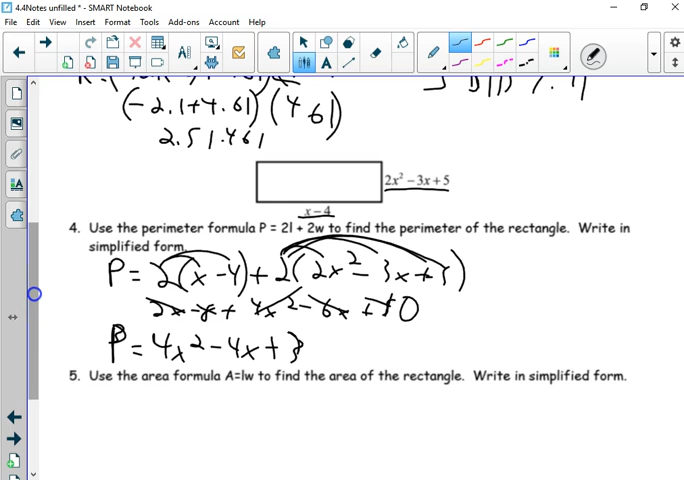 4.4Notes unfilled * - SMART Notebook
File Edit View Insert Format Tools Add-ons Account Help
(-2.1+4.61)(4.61)
2.51.461
2x² - 3x + 5
x - 4
4. Use the perimeter formula P = 2l + 2w to find the perimeter of the rectangle. Write in
simplified form.
P = 2(x - 4) + 2(2x² - 3x + 5)
2x - 8 + 4x² - 6x + 10
P = 4x² - 4x + 3
5. Use the area formula A=lw to find the area of the rectangle. Write in simplified form.